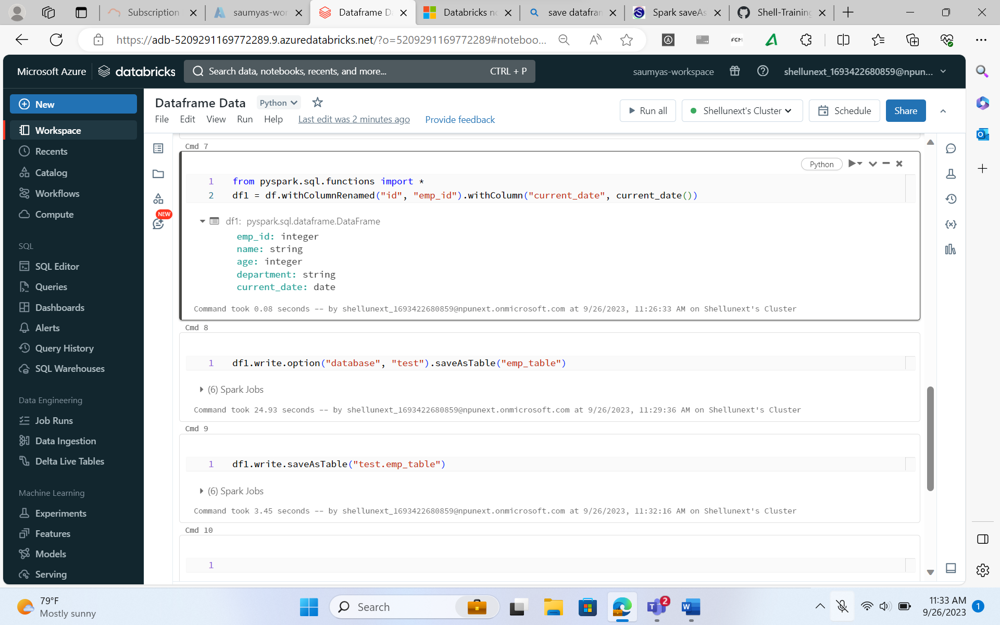 Subscription
saumyas-wor
Dataframe Da
Databricks no
save datafram
Spark saveAs
Shell-Training
https://adb-5209291169772289.9.azuredatabricks.net/?o=5209291169772289#noteboo...
FCM
Microsoft Azure
databricks
Search data, notebooks, recents, and more...
CTRL + P
saumyas-workspace
shellunext_1693422680859@npun...
New
Workspace
Recents
Catalog
Workflows
Compute
SQL
SQL Editor
Queries
Dashboards
Alerts
Query History
SQL Warehouses
Data Engineering
Job Runs
Data Ingestion
Delta Live Tables
Machine Learning
Experiments
Features
Models
Serving
Dataframe Data
Python
File Edit View Run Help Last edit was 2 minutes ago Provide feedback
Run all
Shellunext's Cluster
Schedule
Share
NEW
Cmd 7
Python
1 from pyspark.sql.functions import *
2 df1 = df.withColumnRenamed("id", "emp_id").withColumn("current_date", current_date())
df1: pyspark.sql.dataframe.DataFrame
emp_id: integer
name: string
age: integer
department: string
current_date: date
Command took 0.08 seconds -- by shellunext_1693422680859@npunext.onmicrosoft.com at 9/26/2023, 11:26:33 AM on Shellunext's Cluster
Cmd 8
1 df1.write.option("database", "test").saveAsTable("emp_table")
(6) Spark Jobs
Command took 24.93 seconds -- by shellunext_1693422680859@npunext.onmicrosoft.com at 9/26/2023, 11:29:36 AM on Shellunext's Cluster
Cmd 9
1 df1.write.saveAsTable("test.emp_table")
(6) Spark Jobs
Command took 3.45 seconds -- by shellunext_1693422680859@npunext.onmicrosoft.com at 9/26/2023, 11:32:16 AM on Shellunext's Cluster
Cmd 10
1
79°F
Mostly sunny
Search
2
11:33 AM
9/26/2023
1